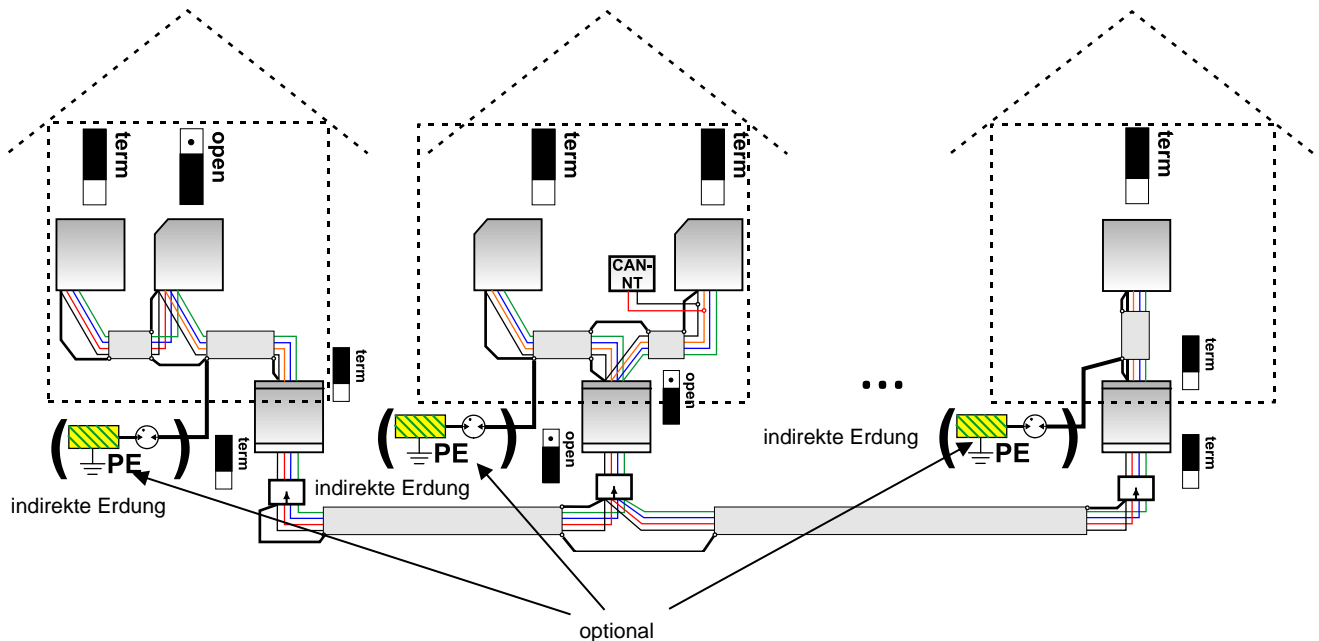 term
open
term
term
term
CAN-
NT
term
open
term
...
PE
indirekte Erdung
term
PE
indirekte Erdung
open
indirekte Erdung
PE
term
optional